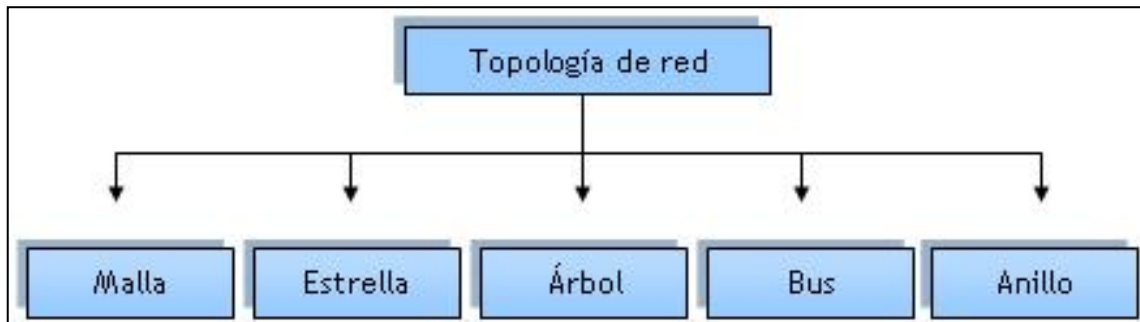 Topología de red
Malla
Estrella
Árbol
Bus
Anillo